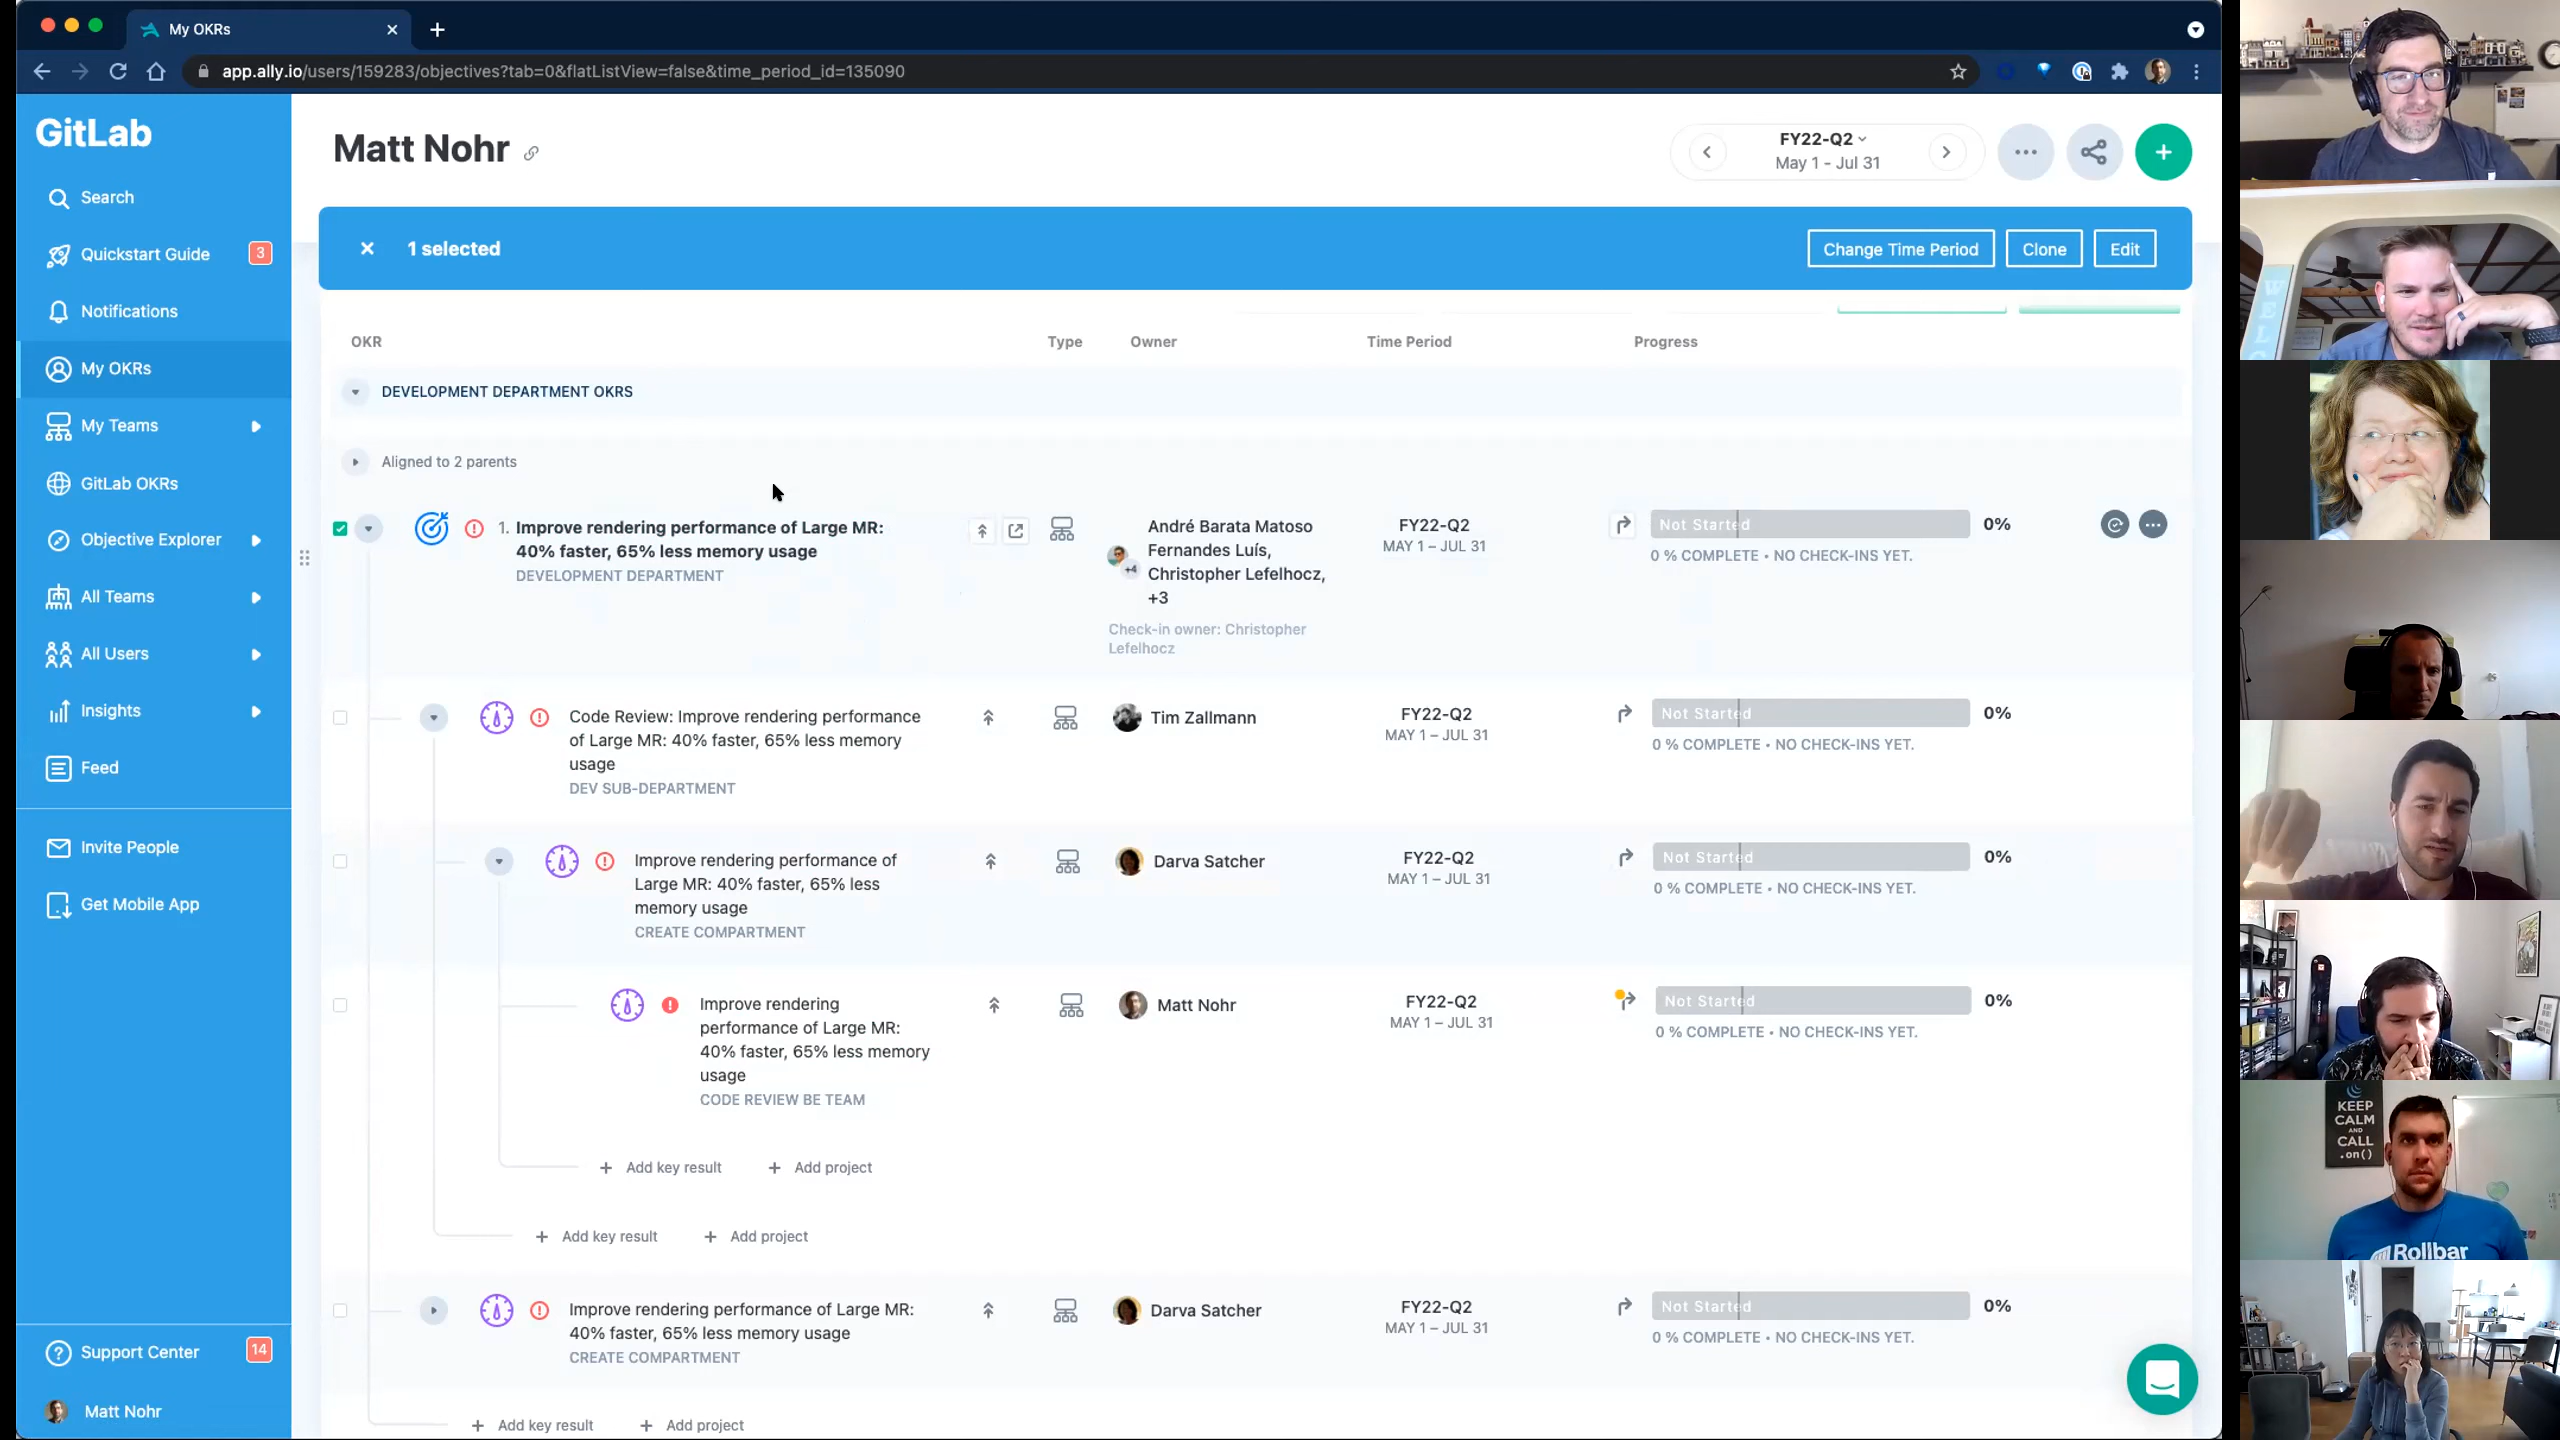 My OKRs
app.ally.io/users/159283/objectives?tab=0&flatListView=false&time_period_id=135090
GitLab
Search
Quickstart Guide 3
Notifications
My OKRs
My Teams
GitLab OKRs
Objective Explorer
All Teams
All Users
Insights
Feed
Invite People
Get Mobile App
Support Center 14
Matt Nohr
Matt Nohr
FY22-Q2
May 1 - Jul 31
1 selected
Change Time Period Clone Edit
OKR Type Owner Time Period Progress
DEVELOPMENT DEPARTMENT OKRS
Aligned to 2 parents
1. Improve rendering performance of Large MR:
40% faster, 65% less memory usage
DEVELOPMENT DEPARTMENT
+4
André Barata Matoso
Fernandes Luís,
Christopher Lefelhocz,
+3
Check-in owner: Christopher
Lefelhocz
FY22-Q2
MAY 1 – JUL 31
Not Started 0%
0 % COMPLETE • NO CHECK-INS YET.
Code Review: Improve rendering performance
of Large MR: 40% faster, 65% less memory
usage
DEV SUB-DEPARTMENT
Tim Zallmann
FY22-Q2
MAY 1 – JUL 31
Not Started 0%
0 % COMPLETE • NO CHECK-INS YET.
Improve rendering performance of
Large MR: 40% faster, 65% less
memory usage
CREATE COMPARTMENT
Darva Satcher
FY22-Q2
MAY 1 – JUL 31
Not Started 0%
0 % COMPLETE • NO CHECK-INS YET.
Improve rendering
performance of Large MR:
40% faster, 65% less memory
usage
CODE REVIEW BE TEAM
Matt Nohr
FY22-Q2
MAY 1 – JUL 31
Not Started 0%
0 % COMPLETE • NO CHECK-INS YET.
+ Add key result + Add project
+ Add key result + Add project
Improve rendering performance of Large MR:
40% faster, 65% less memory usage
CREATE COMPARTMENT
Darva Satcher
FY22-Q2
MAY 1 – JUL 31
Not Started 0%
0 % COMPLETE • NO CHECK-INS YET.
+ Add key result + Add project
WEL
KEEP
CALM
AND
CALL
.on()
Rollbar